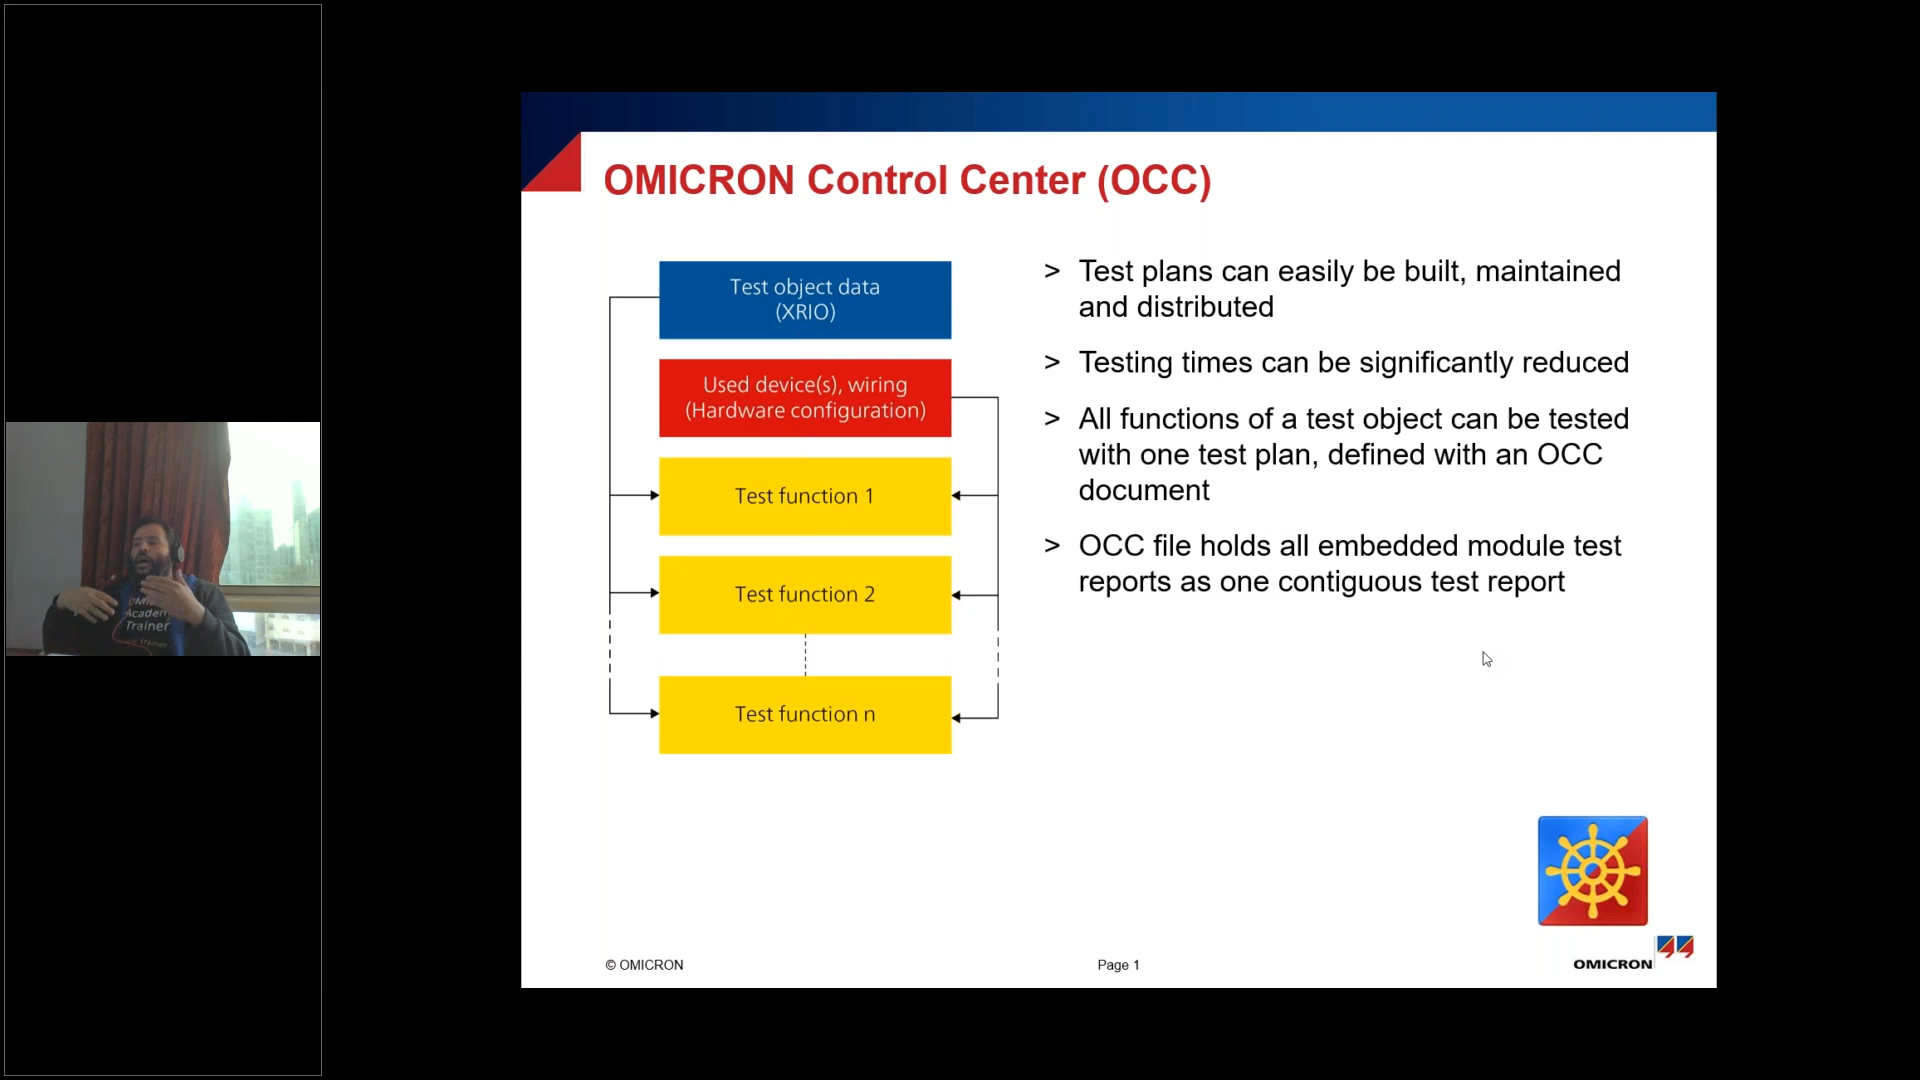 OMICRON Control Center (OCC)
Test object data
(XRIO)
Used device(s), wiring
(Hardware configuration)
Test function 1
Test function 2
Test function n
> Test plans can easily be built, maintained
and distributed
> Testing times can be significantly reduced
> All functions of a test object can be tested
with one test plan, defined with an OCC
document
> OCC file holds all embedded module test
reports as one contiguous test report
Academ
Trainer
© OMICRON
Page 1
OMICRON